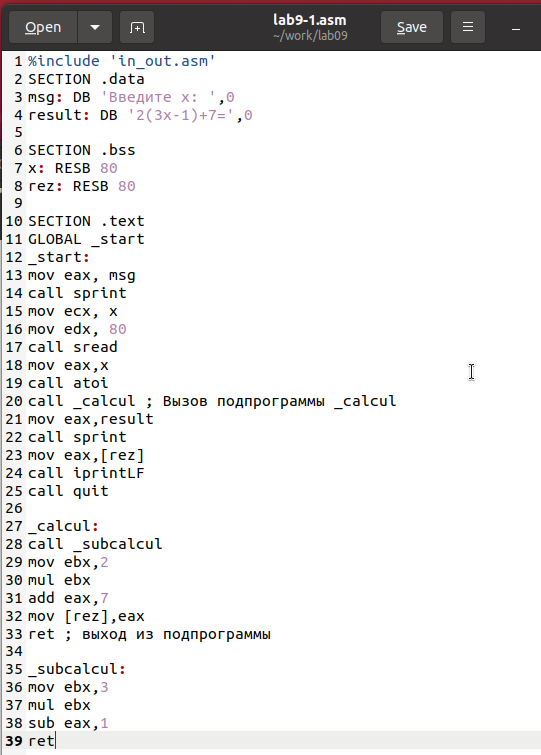 Open
lab9-1.asm
~/work/lab09
Save
1 %include 'in_out.asm'
2 SECTION .data
3 msg: DB 'Введите x: ',0
4 result: DB '2(3x-1)+7=',0
5
6 SECTION .bss
7 x: RESB 80
8 rez: RESB 80
9
10 SECTION .text
11 GLOBAL _start
12 _start:
13 mov eax, msg
14 call sprint
15 mov ecx, x
16 mov edx, 80
17 call sread
18 mov eax,x
19 call atoi
20 call _calcul ; Вызов подпрограммы _calcul
21 mov eax,result
22 call sprint
23 mov eax,[rez]
24 call iprintLF
25 call quit
26
27 _calcul:
28 call _subcalcul
29 mov ebx,2
30 mul ebx
31 add eax,7
32 mov [rez],eax
33 ret ; выход из подпрограммы
34
35 _subcalcul:
36 mov ebx,3
37 mul ebx
38 sub eax,1
39 ret